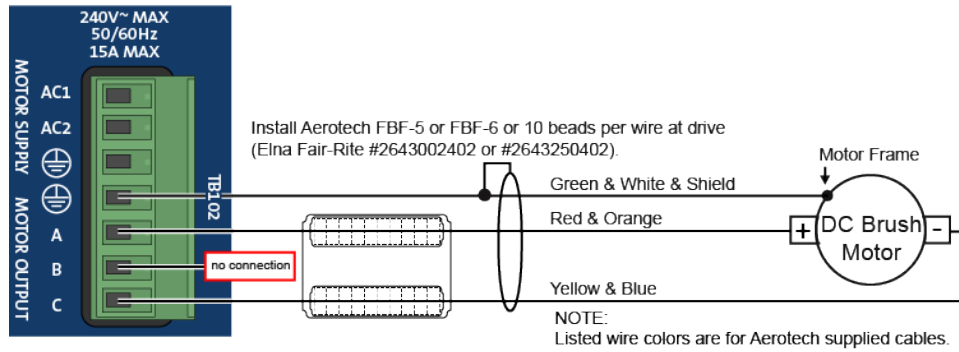 240V~ MAX
50/60Hz
15A MAX
MOTOR SUPPLY
AC1
AC2
MOTOR OUTPUT
A
B
C
TB102
Install Aerotech FBF-5 or FBF-6 or 10 beads per wire at drive
(Elna Fair-Rite #2643002402 or #2643250402).
Green & White & Shield
Motor Frame
Red & Orange
+
DC Brush
Motor
-
no connection
Yellow & Blue
NOTE:
Listed wire colors are for Aerotech supplied cables.